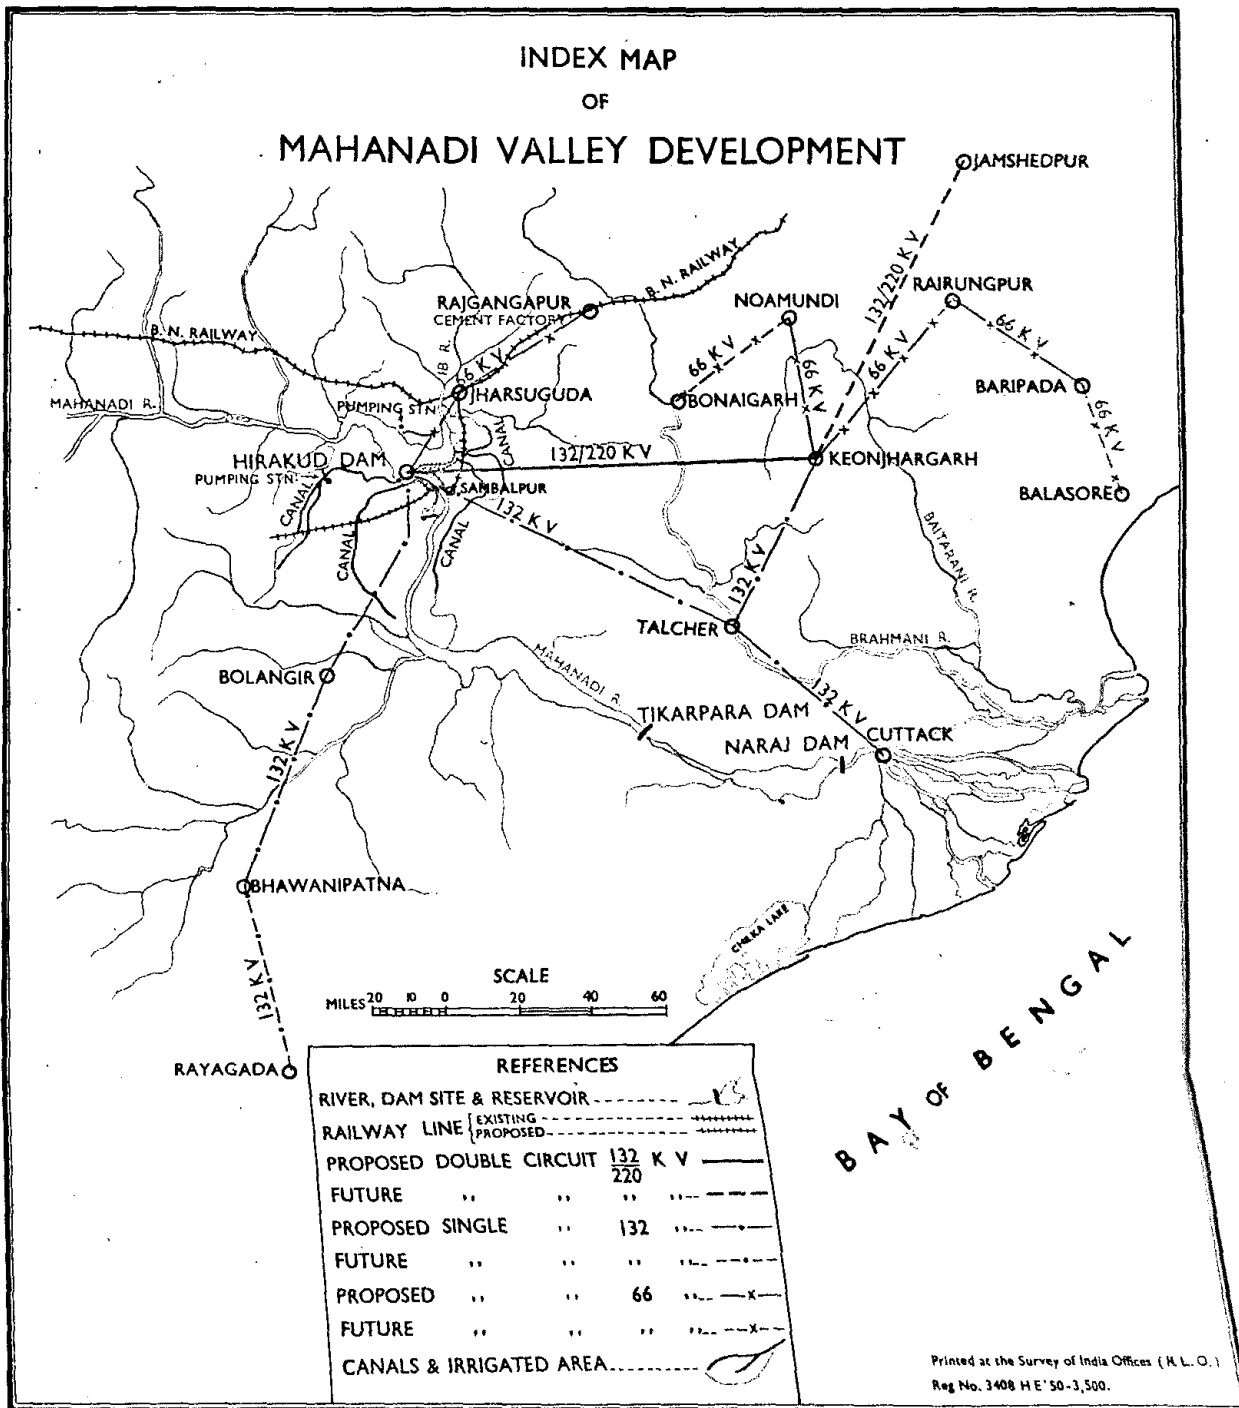 INDEX MAP
OF
MAHANADI VALLEY DEVELOPMENT
JAMSHEDPUR
132/220 K V
B. N. RAILWAY
RAIRUNGPUR
NOAMUNDI
RAJGANGAPUR
CEMENT FACTORY
B. N. RAILWAY
66 K V
66 K V
66 K V
IB R.
66 K V
66 K V
BARIPADA
MAHANADI R.
PUMPING STN.
JHARSUGUDA
BONAIGARH
66 K V
CANAL
HIRAKUD DAM
132/220 K V
KEONJHARGARH
PUMPING STN.
SAMBALPUR
BALASORE
CANAL
132 K V
CANAL
CANAL
BAITARANI R.
132 K V
TALCHER
BRAHMANI R.
MAHANADI R.
BOLANGIR
132 K V
TIKARPARA DAM
NARAJ DAM
CUTTACK
132 K V
BHAWANIPATNA
CHILKA LAKE
132 K V
BAY OF BENGAL
SCALE
MILES 20 10 0 20 40 60
RAYAGADA
REFERENCES
RIVER, DAM SITE & RESERVOIR
RAILWAY LINE { EXISTING
PROPOSED
PROPOSED DOUBLE CIRCUIT 132/220 K V
FUTURE " " " "
PROPOSED SINGLE " 132 "
FUTURE " " " "
PROPOSED " " 66 "
FUTURE " " " "
CANALS & IRRIGATED AREA
Printed at the Survey of India Offices ( H. L. O. )
Reg No. 3408 H E ' 50-3,500.